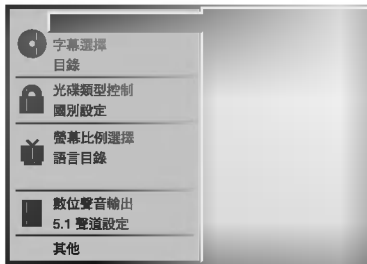 字幕選擇
目錄
光碟類型控制
國別設定
螢幕比例選擇
語言目錄
數位聲音輸出
5.1 聲道設定
其他